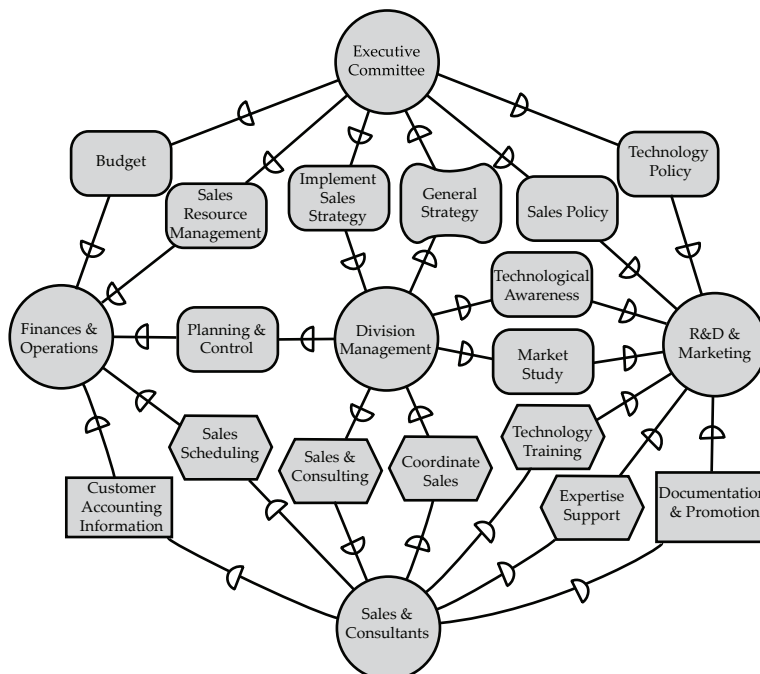 Executive
Committee
Budget
Sales
Resource
Management
Implement
Sales
Strategy
General
Strategy
Sales Policy
Technology
Policy
Technological
Awareness
Finances &
Operations
Planning &
Control
Division
Management
Market
Study
R&D &
Marketing
Sales
Scheduling
Sales &
Consulting
Coordinate
Sales
Technology
Training
Customer
Accounting
Information
Expertise
Support
Documentation
& Promotion
Sales &
Consultants